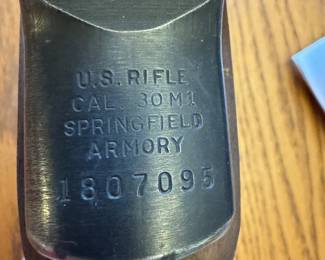 U.S. RIFLE
CAL. .30 M1
SPRINGFIELD
ARMORY
1807095